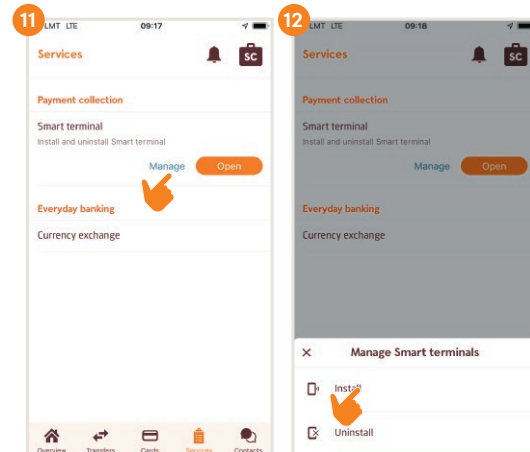 11
LMT LTE 09:17
Services
SC
Payment collection
Smart terminal
Install and uninstall Smart terminal
Manage Open
Everyday banking
Currency exchange
Overview Transfers Cards Services Contacts
12
LMT LTE 09:18
Services
SC
Payment collection
Smart terminal
Install and uninstall Smart terminal
Manage Open
Everyday banking
Currency exchange
Manage Smart terminals
Install
Uninstall